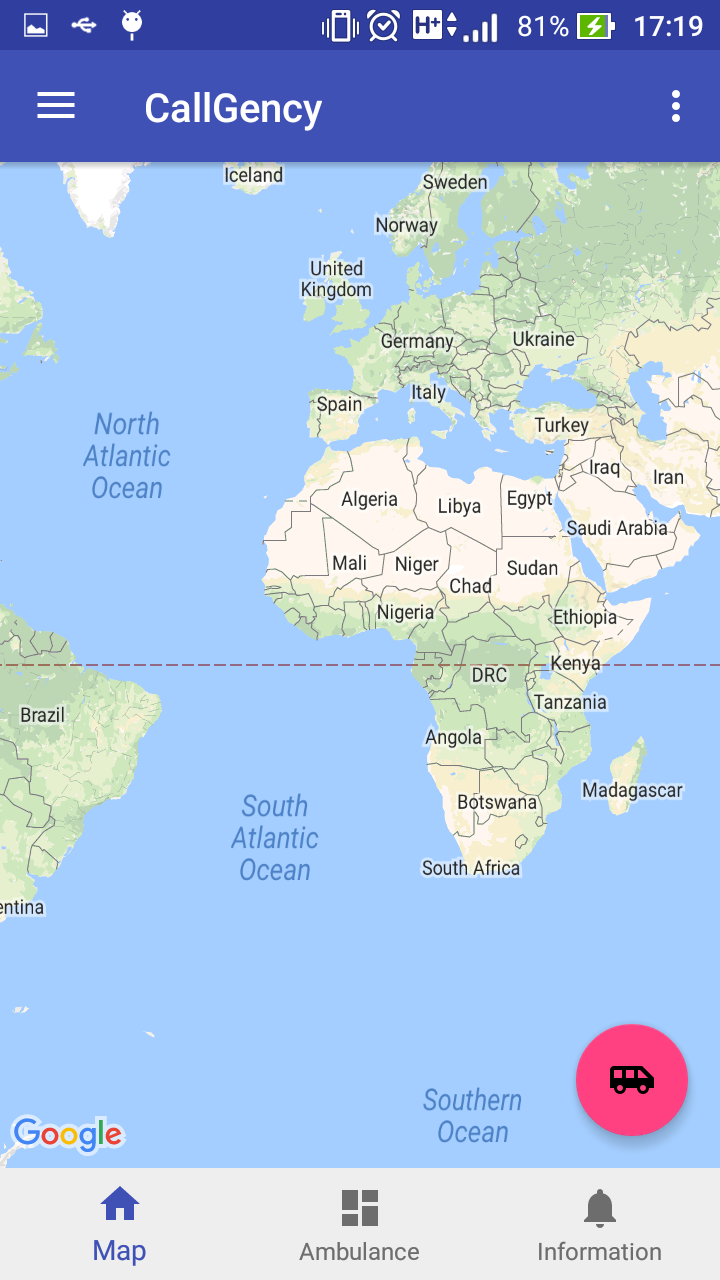 H+ 81% 17:19
CallGency
Iceland
Sweden
Norway
United
Kingdom
Germany
Ukraine
Italy
Spain
Turkey
North
Atlantic
Ocean
Iraq
Iran
Algeria
Libya
Egypt
Saudi Arabia
Mali
Niger
Sudan
Chad
Nigeria
Ethiopia
Kenya
DRC
Tanzania
Brazil
Angola
Madagascar
Botswana
South
Atlantic
Ocean
South Africa
entina
Southern
Ocean
Google
Map
Ambulance
Information